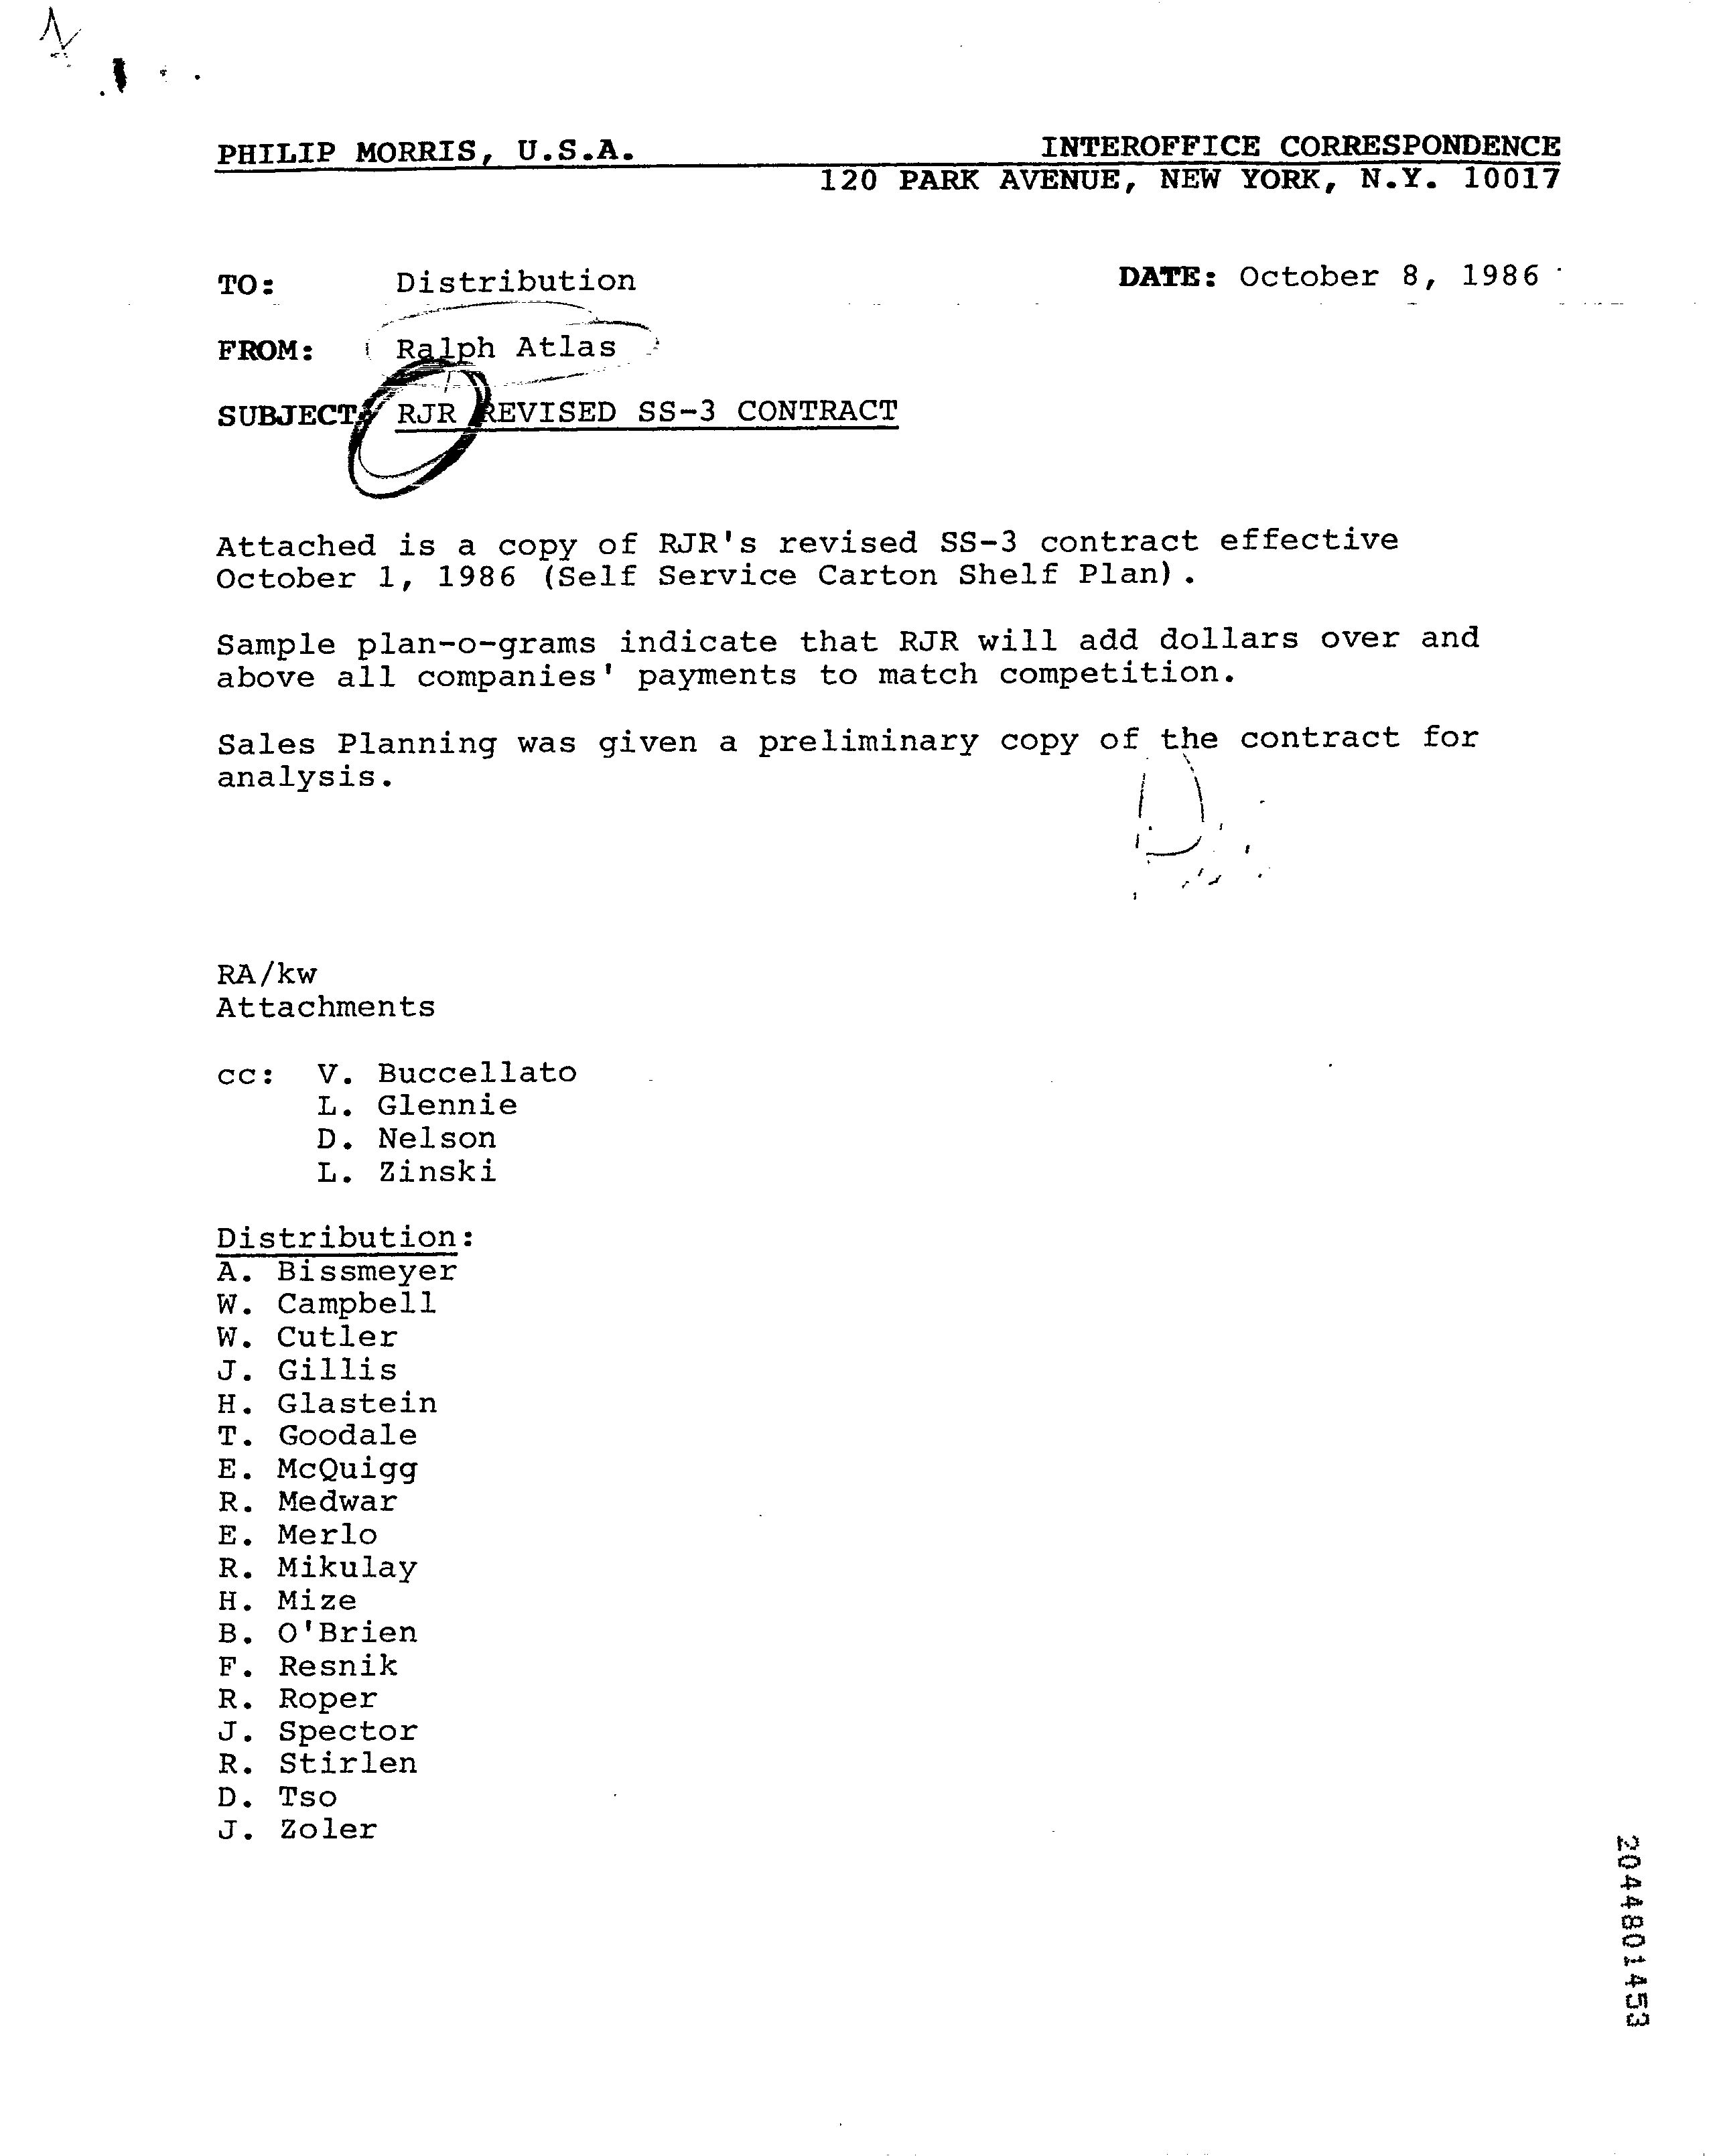 PHILIP MORRIS, U.S.A.
INTEROFFICE CORRESPONDENCE
120 PARK AVENUE, NEW YORK, N.Y. 10017
TO: Distribution
DATE: October 8, 1986
FROM: Ralph Atlas
SUBJECT: RJR REVISED SS-3 CONTRACT
Attached is a copy of RJR's revised SS-3 contract effective
October 1, 1986 (Self Service Carton Shelf Plan).
Sample plan-o-grams indicate that RJR will add dollars over and
above all companies' payments to match competition.
Sales Planning was given a preliminary copy of the contract for
analysis.
RA/kw
Attachments
cc: V. Buccellato
L. Glennie
D. Nelson
L. Zinski
Distribution:
A. Bissmeyer
W. Campbell
W. Cutler
J. Gillis
H. Glastein
T. Goodale
E. McQuigg
R. Medwar
E. Merlo
R. Mikulay
H. Mize
B. O'Brien
F. Resnik
R. Roper
J. Spector
R. Stirlen
D. Tso
J. Zoler
2044801453